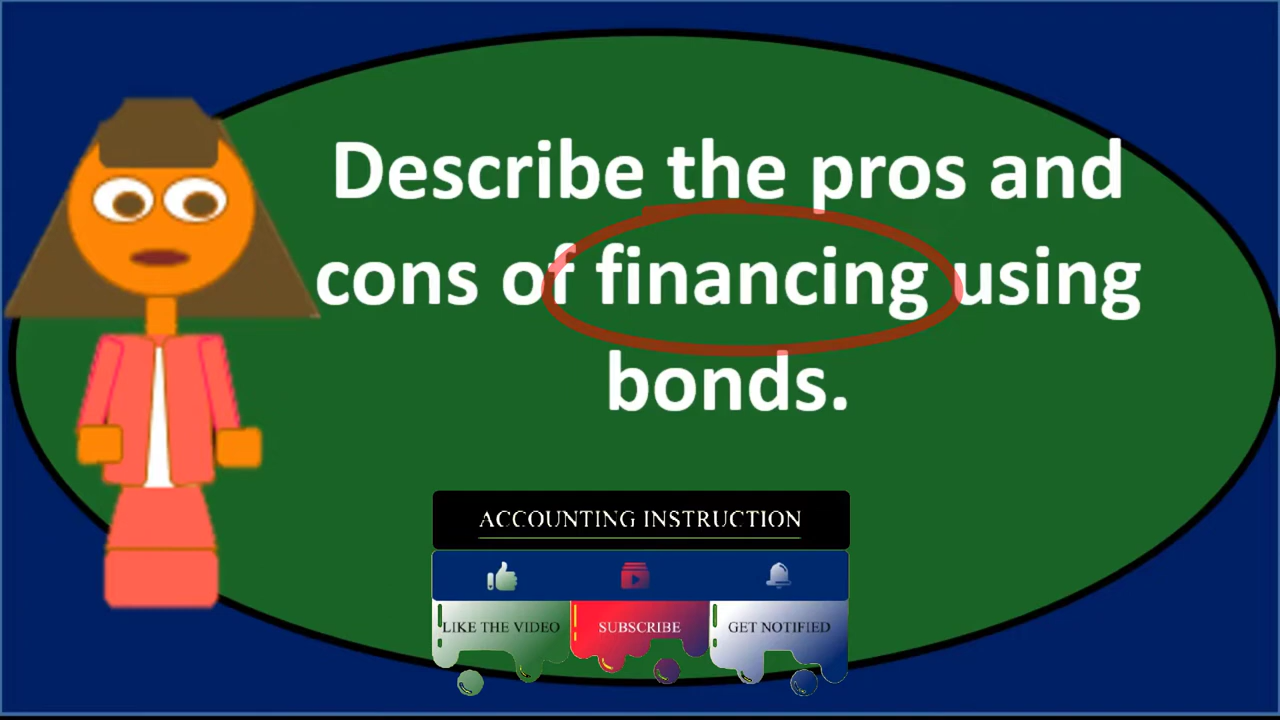 Describe the pros and
cons of financing using
bonds.
ACCOUNTING INSTRUCTION
LIKE THE VIDEO
SUBSCRIBE
GET NOTIFIED